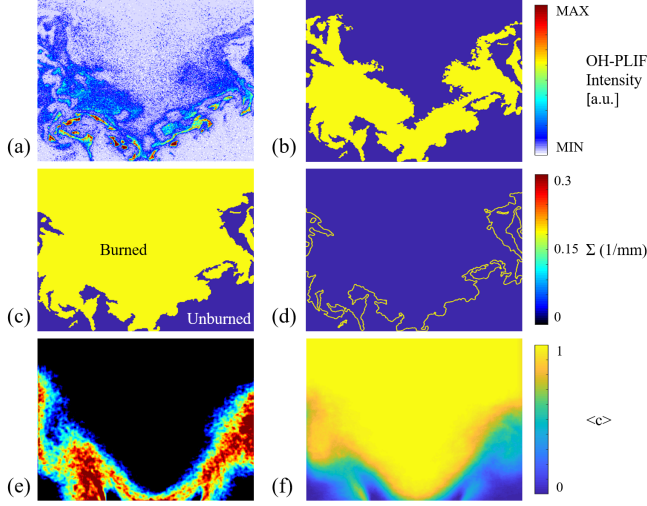 MAX
OH-PLIF
Intensity
[a.u.]
MIN
(a)
(b)
0.3
0.15
Σ (1/mm)
0
Burned
Unburned
(c)
(d)
1
<c>
0
(e)
(f)